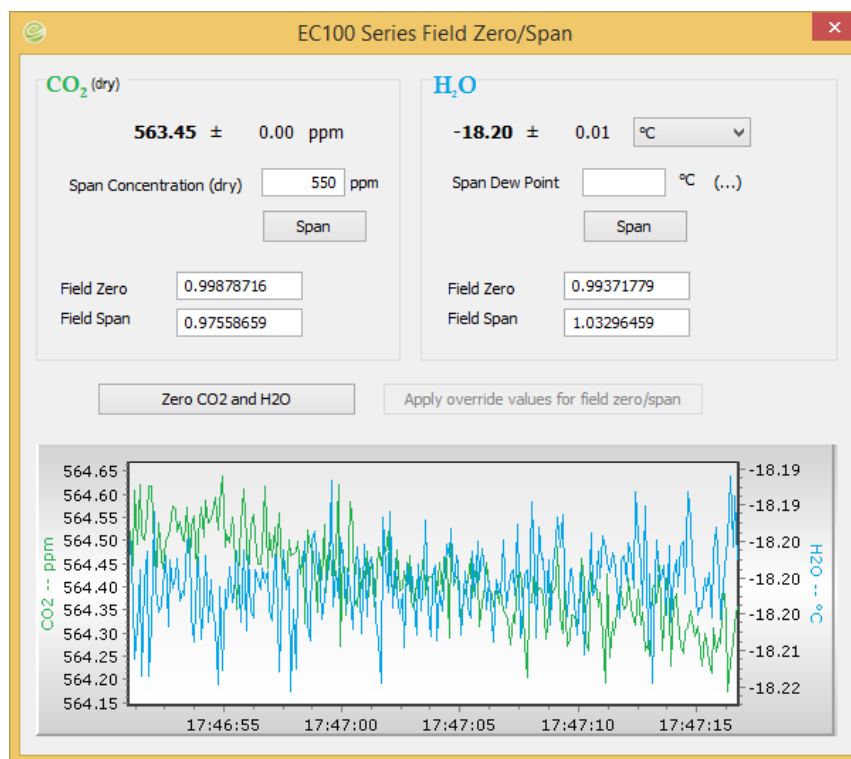 EC100 Series Field Zero/Span
CO₂ (dry)
563.45 ± 0.00 ppm
Span Concentration (dry) 550 ppm
Span
Field Zero 0.99878716
Field Span 0.97558659
H₂O
-18.20 ± 0.01 ºC
Span Dew Point ºC (...)
Span
Field Zero 0.99371779
Field Span 1.03296459
Zero CO2 and H2O
Apply override values for field zero/span
CO2 -- ppm
564.65
564.60
564.55
564.50
564.45
564.40
564.35
564.30
564.25
564.20
564.15
-18.19
-18.19
-18.20
-18.20
-18.20
-18.21
-18.22
H2O -- ºC
17:46:55 17:47:00 17:47:05 17:47:10 17:47:15